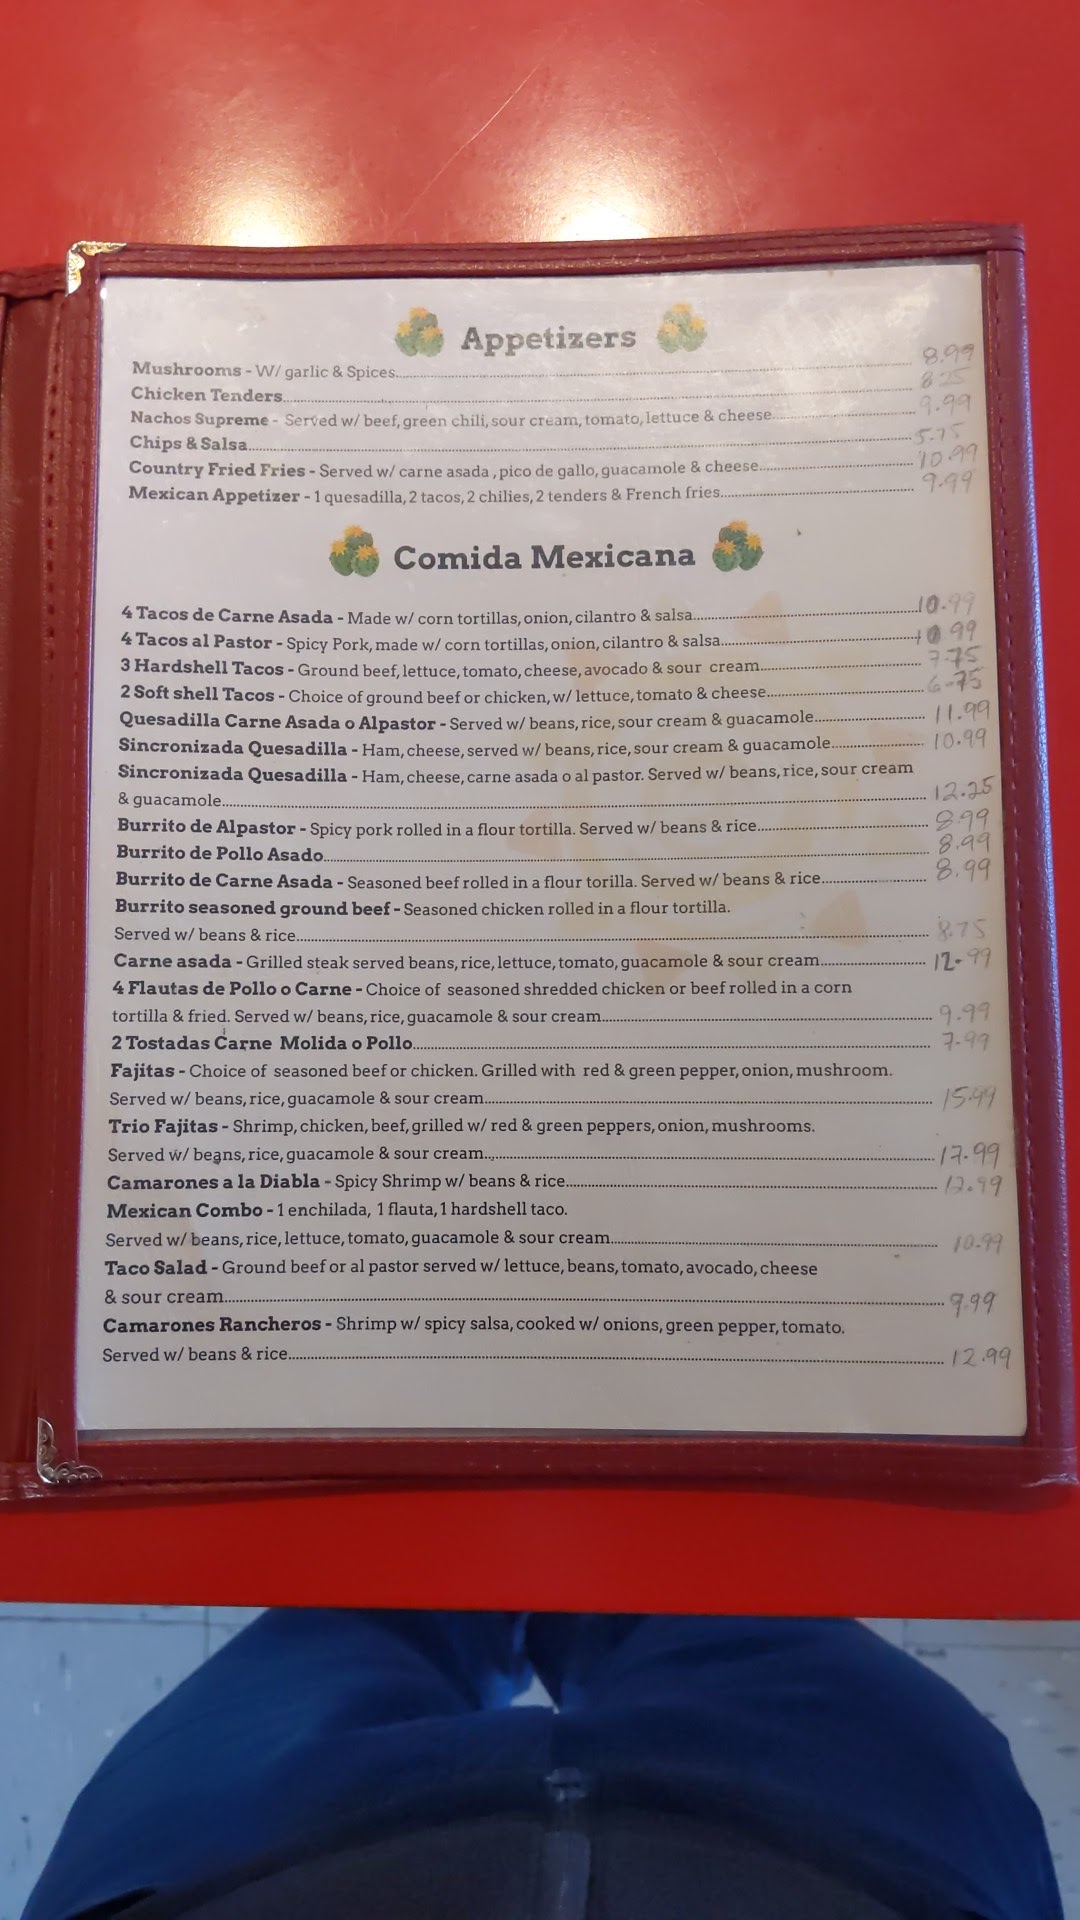 Appetizers
Mushrooms - W/ garlic & Spices 8.99
Chicken Tenders 8.25
Nachos Supreme - Served w/ beef, green chili, sour cream, tomato, lettuce & cheese 9.99
Chips & Salsa 5.75
Country Fried Fries - Served w/ carne asada , pico de gallo, guacamole & cheese 10.99
Mexican Appetizer - 1 quesadilla, 2 tacos, 2 chilies, 2 tenders & French fries 9.99
Comida Mexicana
4 Tacos de Carne Asada - Made w/ corn tortillas, onion, cilantro & salsa 10.99
4 Tacos al Pastor - Spicy Pork, made w/ corn tortillas, onion, cilantro & salsa 10 99
3 Hardshell Tacos - Ground beef, lettuce, tomato, cheese, avocado & sour cream 7.75
2 Soft shell Tacos - Choice of ground beef or chicken, w/ lettuce, tomato & cheese 6-75
Quesadilla Carne Asada o Alpastor - Served w/ beans, rice, sour cream & guacamole 11.99
Sincronizada Quesadilla - Ham, cheese, served w/ beans, rice, sour cream & guacamole 10.99
Sincronizada Quesadilla - Ham, cheese, carne asada o al pastor. Served w/ beans, rice, sour cream
& guacamole 12.25
Burrito de Alpastor - Spicy pork rolled in a flour tortilla. Served w/ beans & rice 8.99
Burrito de Pollo Asado 8.99
Burrito de Carne Asada - Seasoned beef rolled in a flour torilla. Served w/ beans & rice 8.99
Burrito seasoned ground beef - Seasoned chicken rolled in a flour tortilla.
Served w/ beans & rice 8.75
Carne asada - Grilled steak served beans, rice, lettuce, tomato, guacamole & sour cream 12-99
4 Flautas de Pollo o Carne - Choice of seasoned shredded chicken or beef rolled in a corn
tortilla & fried. Served w/ beans, rice, guacamole & sour cream 9.99
2 Tostadas Carne Molida o Pollo 7-99
Fajitas - Choice of seasoned beef or chicken. Grilled with red & green pepper, onion, mushroom.
Served w/ beans, rice, guacamole & sour cream 15.99
Trio Fajitas - Shrimp, chicken, beef, grilled w/ red & green peppers, onion, mushrooms.
Served w/ beans, rice, guacamole & sour cream 17.99
Camarones a la Diabla - Spicy Shrimp w/ beans & rice 12.99
Mexican Combo - 1 enchilada, 1 flauta, 1 hardshell taco.
Served w/ beans, rice, lettuce, tomato, guacamole & sour cream 10.99
Taco Salad - Ground beef or al pastor served w/ lettuce, beans, tomato, avocado, cheese
& sour cream 9.99
Camarones Rancheros - Shrimp w/ spicy salsa, cooked w/ onions, green pepper, tomato.
Served w/ beans & rice 12.99